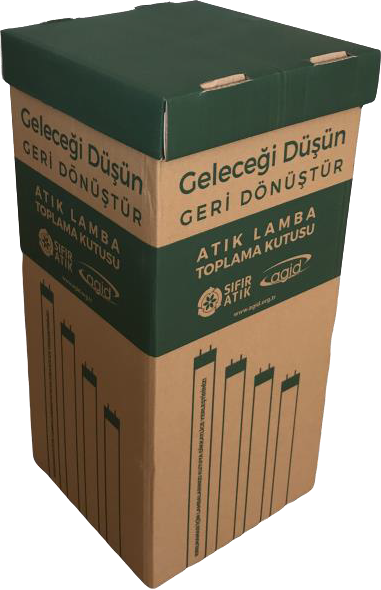 Geleceği Düşün
GERİ DÖNÜŞTÜR
ATIK LAMBA
TOPLAMA KUTUSU
SIFIR
ATIK
agid
Geleceği Düşün
GERİ DÖNÜŞTÜR
ATIK LAMBA
TOPLAMA KUTUSU
SIFIR
ATIK
agid
www.agid.org.tr